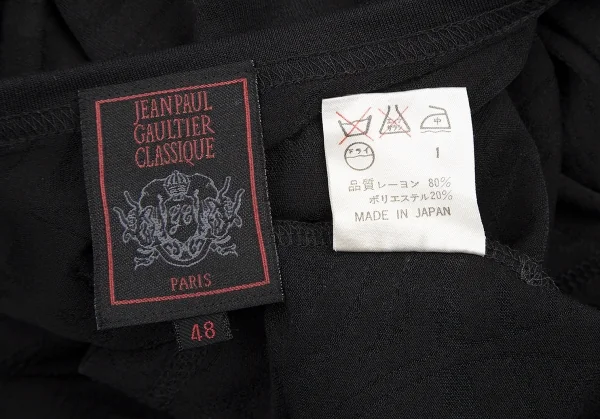 JEAN PAUL
GAULTIER
CLASSIQUE
PARIS
48
中
ドライ
1
品質 レーヨン 80%
ポリエステル 20%
MADE IN JAPAN